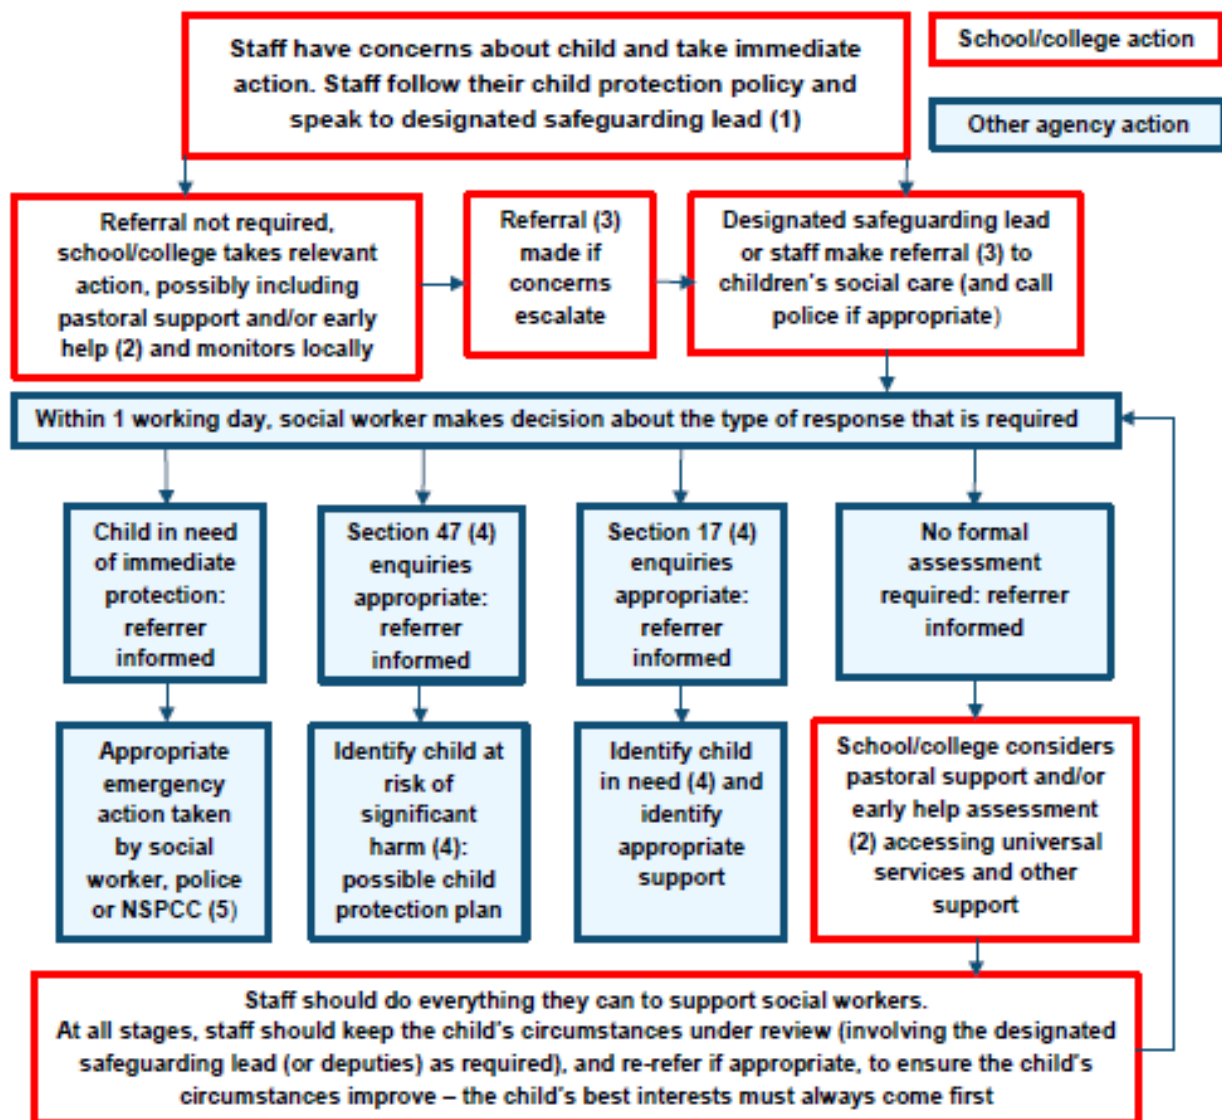 Staff have concerns about child and take immediate
action. Staff follow their child protection policy and
speak to designated safeguarding lead (1)
School/college action
Other agency action
Referral not required,
school/college takes relevant
action, possibly including
pastoral support and/or early
help (2) and monitors locally
Referral (3)
made if
concerns
escalate
Designated safeguarding lead
or staff make referral (3) to
children's social care (and call
police if appropriate)
Within 1 working day, social worker makes decision about the type of response that is required
Child in need
of immediate
protection:
referrer
informed
Section 47 (4)
enquiries
appropriate:
referrer
informed
Section 17 (4)
enquiries
appropriate:
referrer
informed
No formal
assessment
required: referrer
informed
Appropriate
emergency
action taken
by social
worker, police
or NSPCC (5)
Identify child at
risk of
significant
harm (4):
possible child
protection plan
Identify child
in need (4) and
identify
appropriate
support
School/college considers
pastoral support and/or
early help assessment
(2) accessing universal
services and other
support
Staff should do everything they can to support social workers.
At all stages, staff should keep the child's circumstances under review (involving the designated
safeguarding lead (or deputies) as required), and re-refer if appropriate, to ensure the child's
circumstances improve – the child's best interests must always come first